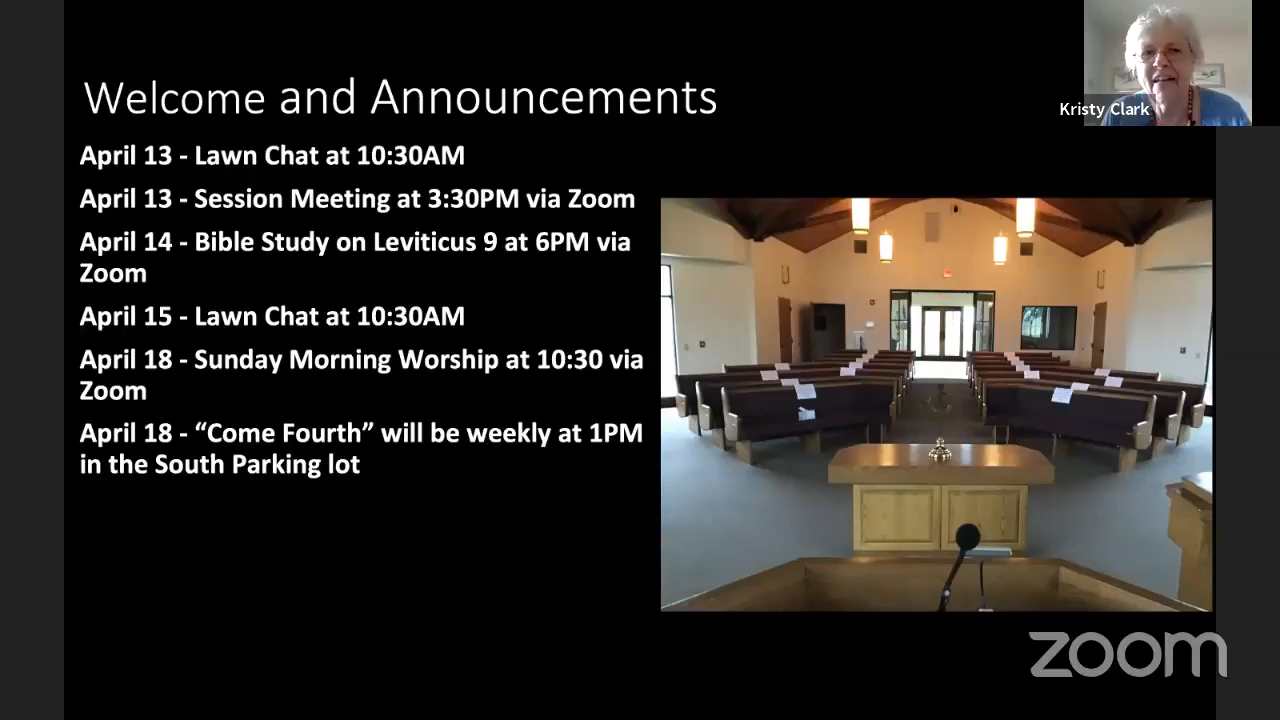 Welcome and Announcements
Kristy Clark
April 13 - Lawn Chat at 10:30AM
April 13 - Session Meeting at 3:30PM via Zoom
April 14 - Bible Study on Leviticus 9 at 6PM via
Zoom
April 15 - Lawn Chat at 10:30AM
April 18 - Sunday Morning Worship at 10:30 via
Zoom
April 18 - “Come Fourth” will be weekly at 1PM
in the South Parking lot
zoom